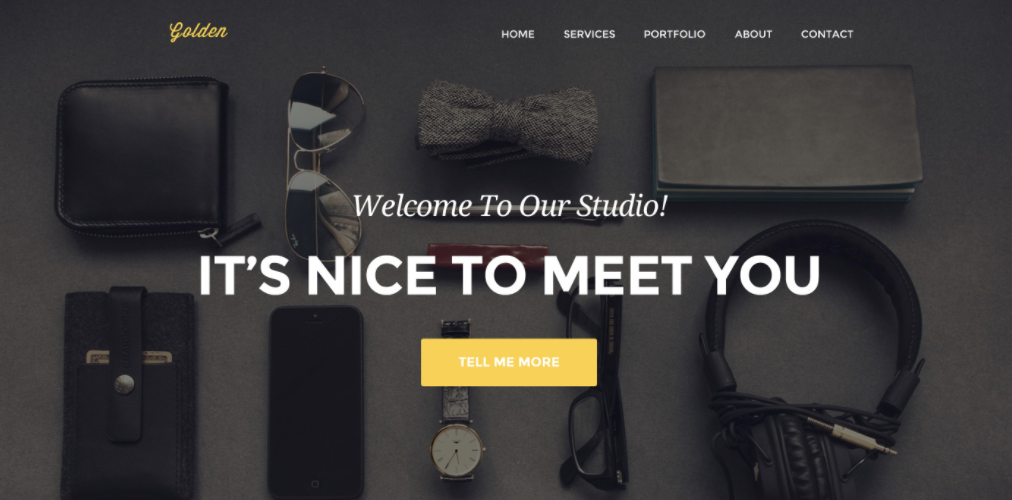 Golden
HOME SERVICES PORTFOLIO ABOUT CONTACT
Welcome To Our Studio!
IT'S NICE TO MEET YOU
TELL ME MORE